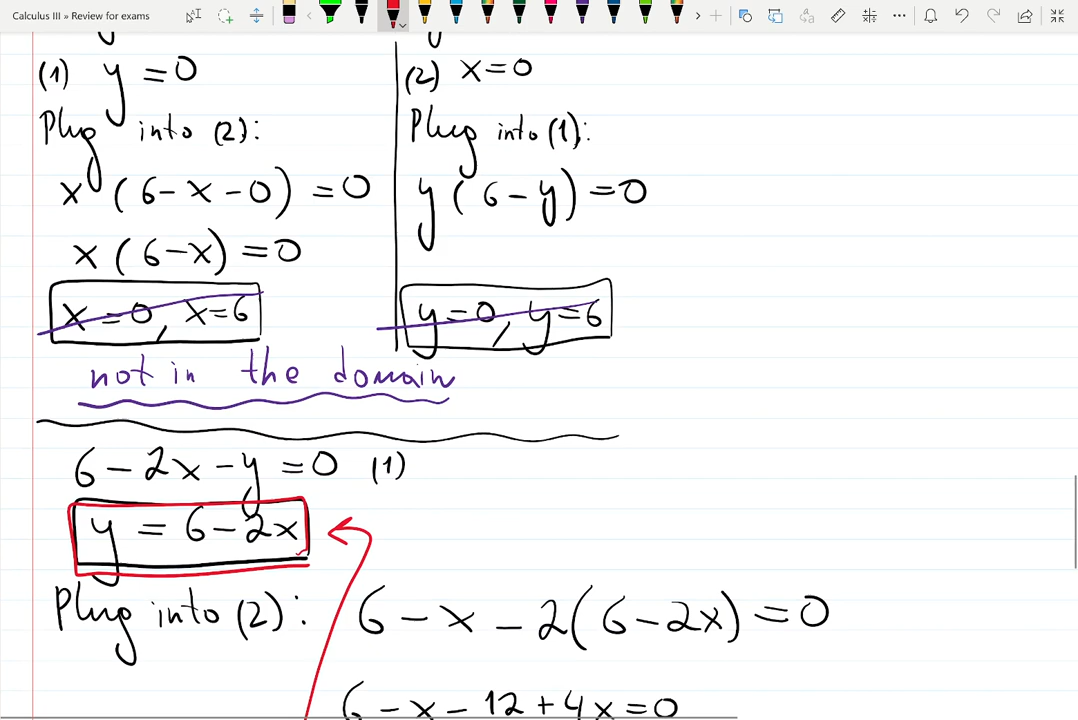 Calculus III » Review for exams
(1) y = 0
Plug into (2):
x (6 - x - 0) = 0
x (6 - x) = 0
x = 0, x = 6
(2) x = 0
Plug into (1):
y (6 - y) = 0
y = 0, y = 6
not in the domain
6 - 2x - y = 0 (1)
y = 6 - 2x
Plug into (2): 6 - x - 2(6 - 2x) = 0
6 - x - 12 + 4x = 0